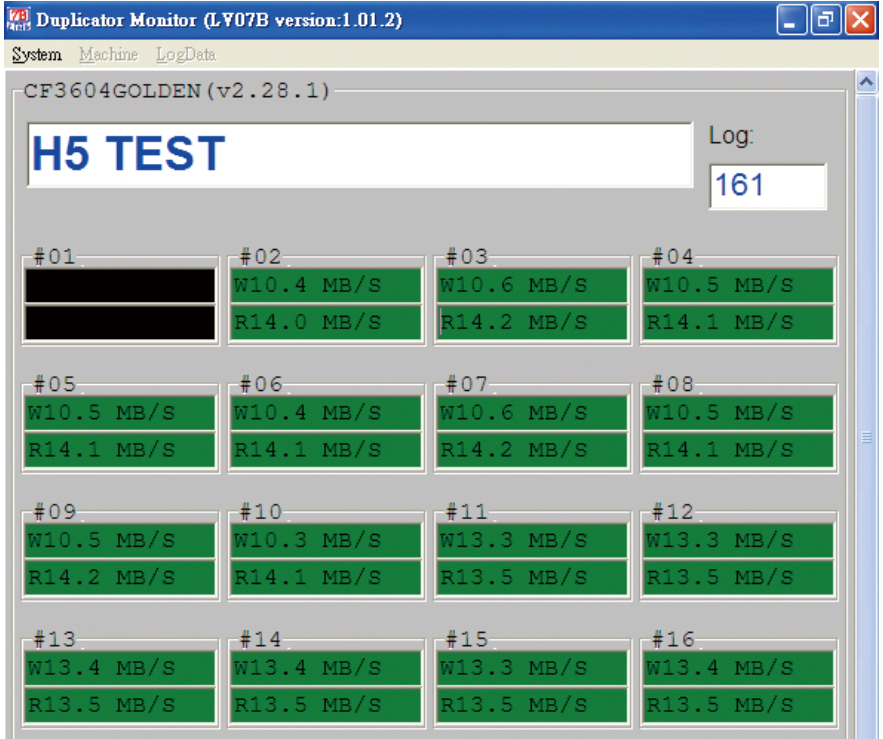 Duplicator Monitor (LV07B version:1.01.2)
System Machine LogData
CF3604GOLDEN(v2.28.1)
H5 TEST
Log:
161
#01 #02 #03 #04
W10.4 MB/S W10.6 MB/S W10.5 MB/S
R14.0 MB/S R14.2 MB/S R14.1 MB/S
#05 #06 #07 #08
W10.5 MB/S W10.4 MB/S W10.6 MB/S W10.5 MB/S
R14.1 MB/S R14.1 MB/S R14.2 MB/S R14.1 MB/S
#09 #10 #11 #12
W10.5 MB/S W10.3 MB/S W13.3 MB/S W13.3 MB/S
R14.2 MB/S R14.1 MB/S R13.5 MB/S R13.5 MB/S
#13 #14 #15 #16
W13.4 MB/S W13.4 MB/S W13.3 MB/S W13.4 MB/S
R13.5 MB/S R13.5 MB/S R13.5 MB/S R13.5 MB/S